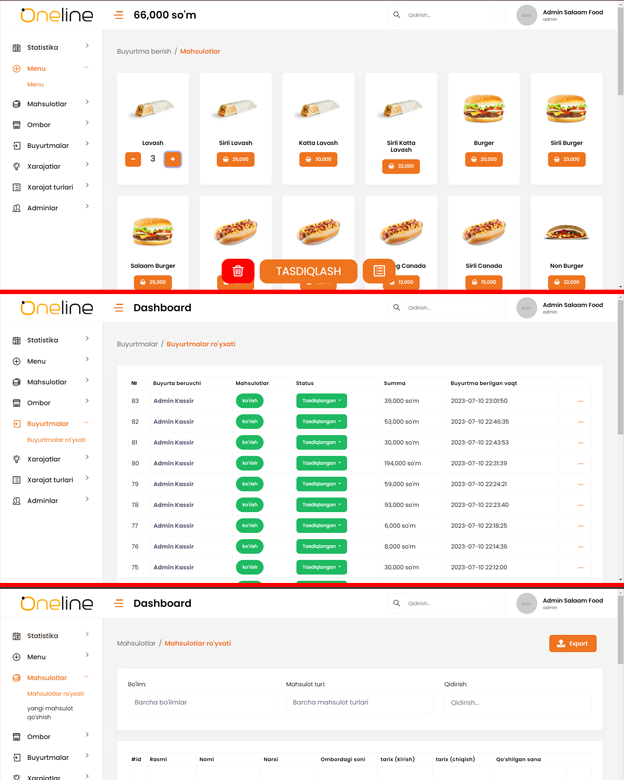 Oneline
66,000 so'm
Qidirish..
Admin Salaam Food
admin
Statistika
Menu
Menu
Mahsulotlar
Ombor
Buyurtmalar
Xarajatlar
Xarajat turlari
Adminlar
Buyurtma berish / Mahsulotlar
Lavash
- 3 +
Sirli Lavash
26,000
Katta Lavash
30,000
Sirli Katta
Lavash
32,000
Burger
20,000
Sirli Burger
23,000
Salaam Burger
25,000
g Canada
12,000
Sirli Canada
15,000
Non Burger
22,000
TASDIQLASH
Oneline
Dashboard
Qidirish..
Admin Salaam Food
admin
Statistika
Menu
Mahsulotlar
Ombor
Buyurtmalar
Buyurtmalar ro'yxati
Xarajatlar
Xarajat turlari
Adminlar
Buyurtmalar / Buyurtmalar ro'yxati
№ Buyurta beruvchi Mahsulotlar Status Summa Buyurtma berilgan vaqt
83 Admin Kassir ko'rish Tasdiqlangan 39,000 so'm 2023-07-10 23:01:50 ...
82 Admin Kassir ko'rish Tasdiqlangan 53,000 so'm 2023-07-10 22:46:35 ...
81 Admin Kassir ko'rish Tasdiqlangan 30,000 so'm 2023-07-10 22:43:53 ...
80 Admin Kassir ko'rish Tasdiqlangan 194,000 so'm 2023-07-10 22:31:39 ...
79 Admin Kassir ko'rish Tasdiqlangan 59,000 so'm 2023-07-10 22:24:21 ...
78 Admin Kassir ko'rish Tasdiqlangan 93,000 so'm 2023-07-10 22:23:40 ...
77 Admin Kassir ko'rish Tasdiqlangan 6,000 so'm 2023-07-10 22:18:25 ...
76 Admin Kassir ko'rish Tasdiqlangan 8,000 so'm 2023-07-10 22:14:36 ...
75 Admin Kassir ko'rish Tasdiqlangan 30,000 so'm 2023-07-10 22:12:00 ...
Oneline
Dashboard
Qidirish..
Admin Salaam Food
admin
Statistika
Menu
Mahsulotlar
Mahsulotlar ro'yxati
yangi mahsulot
qo'shish
Ombor
Buyurtmalar
Xarajatlar
Mahsulotlar / Mahsulotlar ro'yxati
Export
Bo'lim:
Barcha bo'limlar
Mahsulot turi:
Barcha mahsulot turlari
Qidirish:
Qidirish..
#id Rasmi Nomi Narxi Ombordagi soni tarix (kirish) tarix (chiqish) Qo'shilgan sana